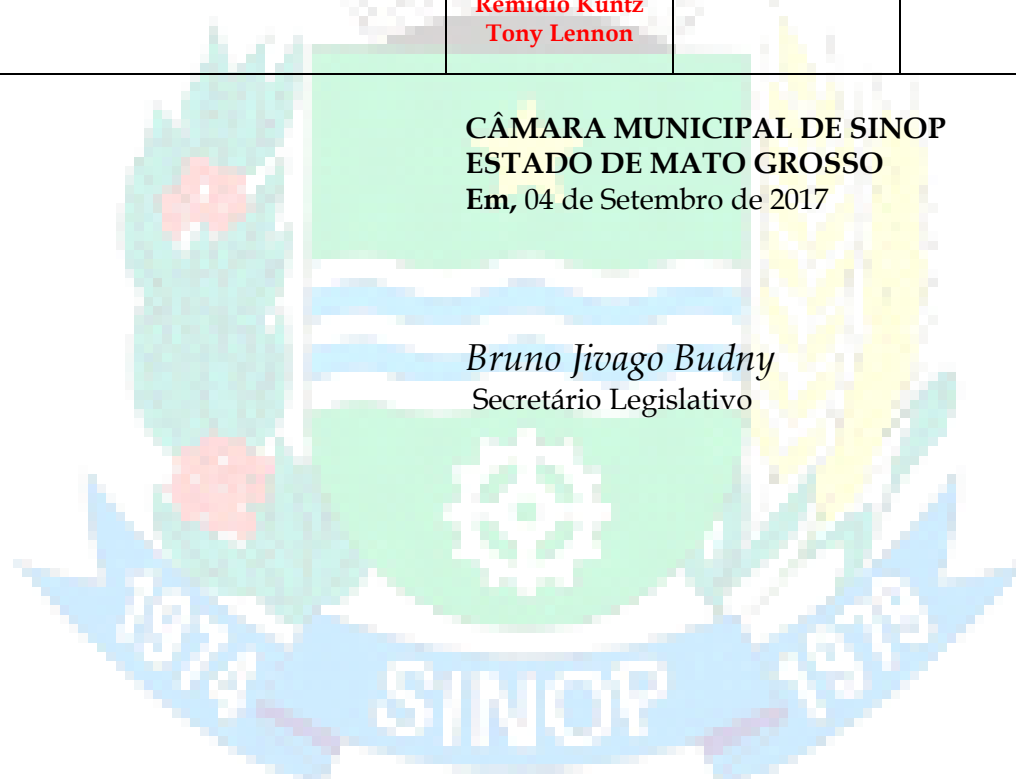 Remídio Kuntz
Tony Lennon
CÂMARA MUNICIPAL DE SINOP
ESTADO DE MATO GROSSO
Em, 04 de Setembro de 2017
Bruno Jivago Budny
Secretário Legislativo
1974
SINOP
1979